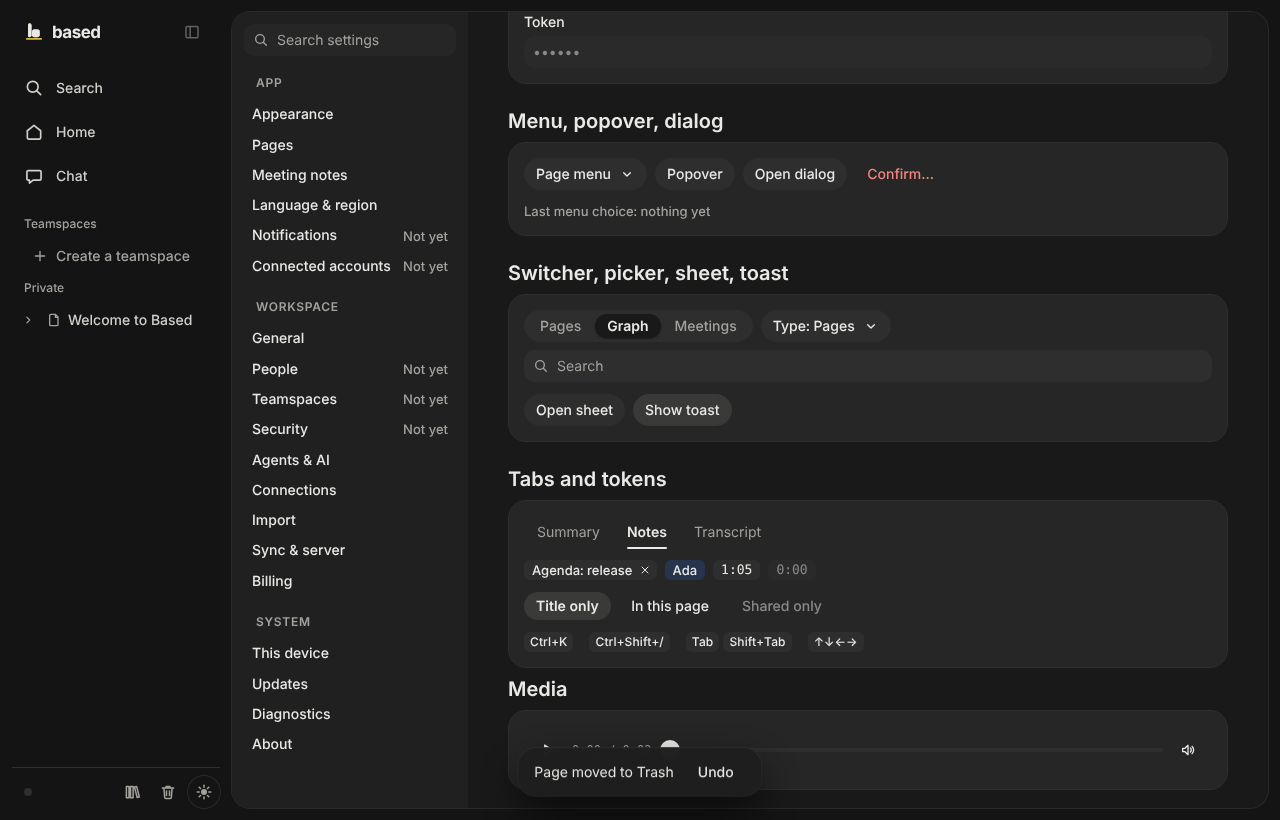 based
Search
Home
Chat
Teamspaces
Create a teamspace
Private
Welcome to Based
Search settings
APP
Appearance
Pages
Meeting notes
Language & region
Notifications Not yet
Connected accounts Not yet
WORKSPACE
General
People Not yet
Teamspaces Not yet
Security Not yet
Agents & AI
Connections
Import
Sync & server
Billing
SYSTEM
This device
Updates
Diagnostics
About
Token
Menu, popover, dialog
Page menu Popover Open dialog Confirm...
Last menu choice: nothing yet
Switcher, picker, sheet, toast
Pages Graph Meetings Type: Pages
Search
Open sheet Show toast
Tabs and tokens
Summary Notes Transcript
Agenda: release × Ada 1:05 0:00
Title only In this page Shared only
Ctrl+K Ctrl+Shift+/ Tab Shift+Tab ↑↓←→
Media
Page moved to Trash Undo